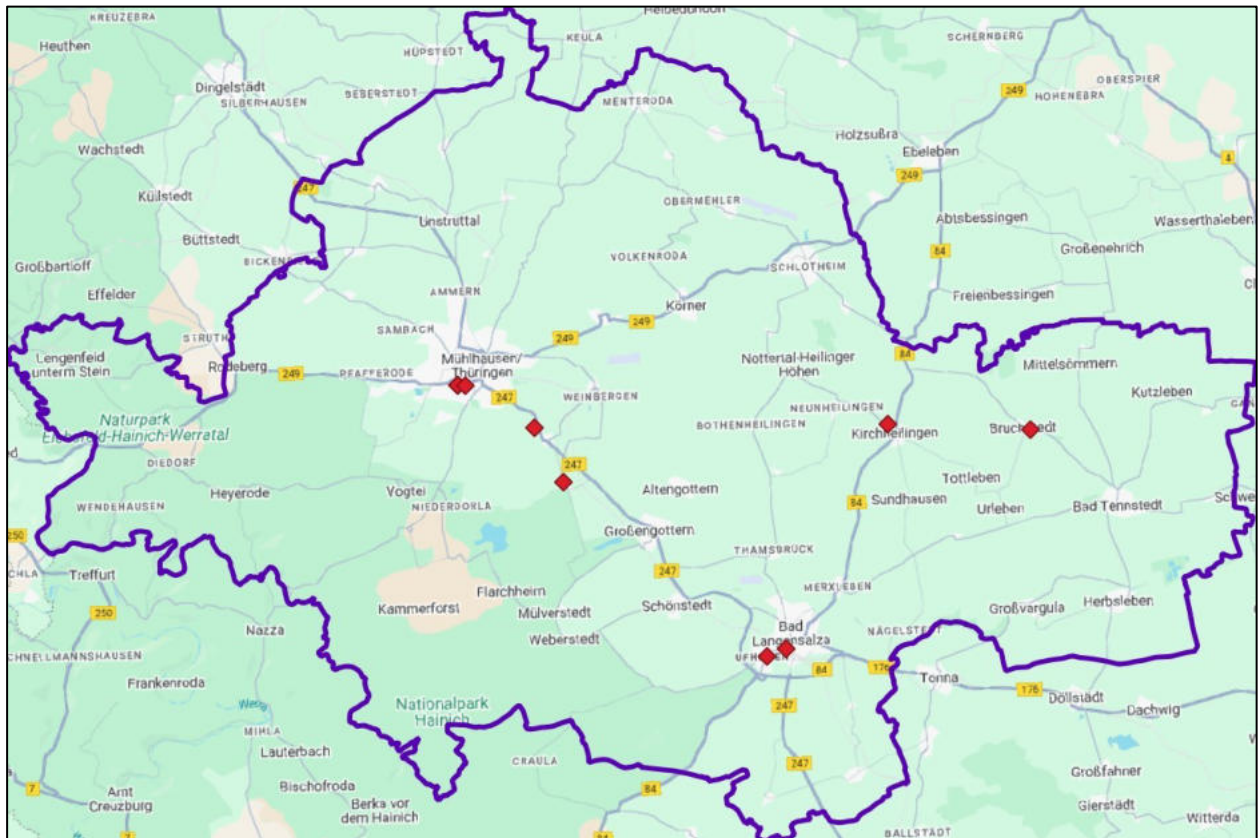 KREUZEBRA
Heuthen
HÜPSTEDT
KEULA
SCHERNBERG
Dingelstädt
SILBERHAUSEN
BEBERSTEDT
MENTERODA
249
OBERSPIER
HOHENEBRA
Wachstedt
Holzsußra
Ebeleben
4
Küllstedt
247
249
OBERMEHLER
Unstruttal
Abtsbessingen
Wasserthaleben
Büttstedt
84
Großenehrich
Großbartloff
VOLKENRODA
SCHLOTHEIM
Effelder
AMMERN
Freienbessingen
Körner
STRUTH
SAMBACH
249
249
Lengenfeld
unterm Stein
Rodeberg
249
PFAFFERODE
Mühlhausen/
Thüringen
Notterial-Heilinger
Höhen
84
Mittelsömmern
Kutzleben
247
WEINBERGEN
NEUNHEILINGEN
Naturpark
BOTHENHEILINGEN
Kirchheilingen
DIEDORF
247
Tottleben
Heyerode
Vogtei
Altengottern
Sundhausen
WENDEHAUSEN
NIEDERDORLA
84
Urleben
Bad Tennstedt
250
Großengottern
THAMSBRÜCK
Treffurt
247
250
Flarchheim
MERXLEBEN
Kammerforst
Mülverstedt
Schönstedt
Großvargula
Herbsleben
Nazza
Weberstedt
Bad
Langensalza
NÄGELSTEDT
84
176
Tonna
Frankenroda
176
Döllstädt
Dachwig
Nationalpark
Hainich
247
MIHLA
Lauterbach
CRAULA
247
Großfahner
7
Bischofroda
84
Creuzburg
Berka vor
dem Hainich
Gierstädt
Witterda
BALLSTÄDT